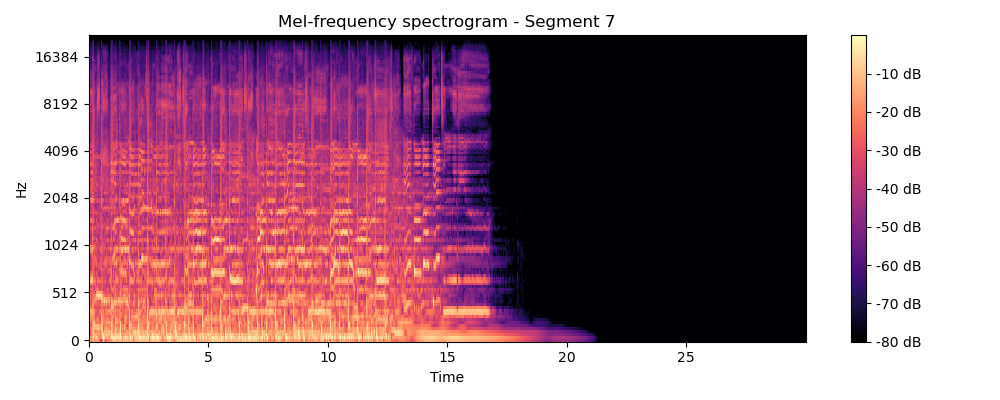 Mel-frequency spectrogram - Segment 7
Hz
16384
8192
4096
2048
1024
512
0
0 5 10 15 20 25
Time
-10 dB
-20 dB
-30 dB
-40 dB
-50 dB
-60 dB
-70 dB
-80 dB